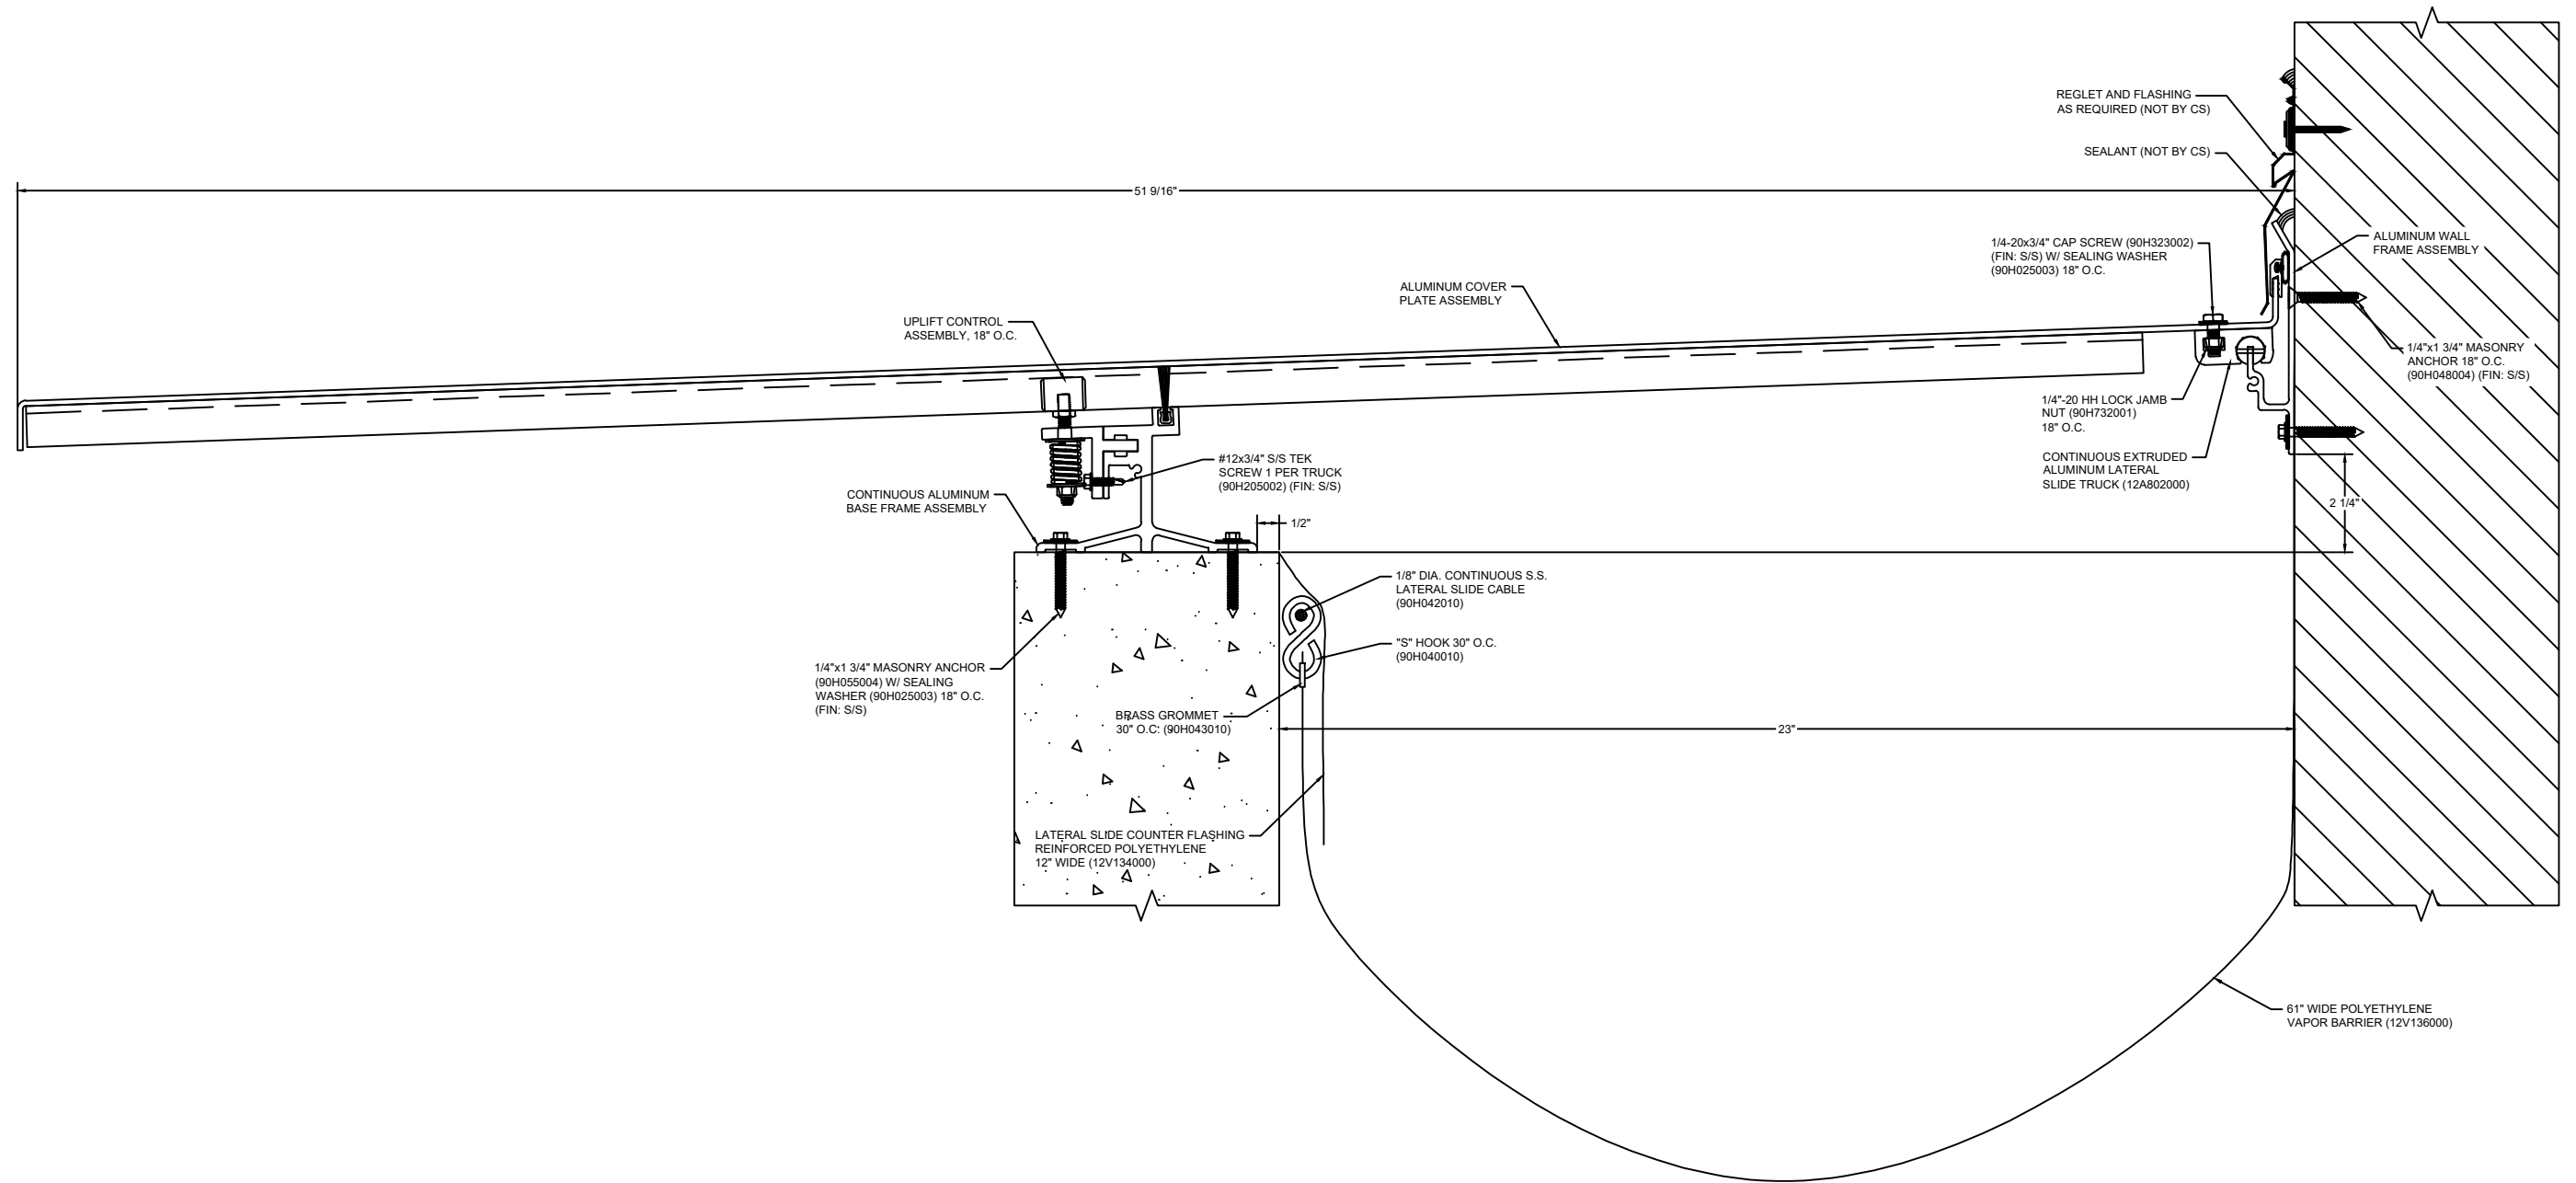 REGLET AND FLASHING
AS REQUIRED (NOT BY CS)
SEALANT (NOT BY CS)
51 9/16"
1/4-20x3/4" CAP SCREW (90H323002)
(FIN: S/S) W/ SEALING WASHER
(90H025003) 18" O.C.
ALUMINUM WALL
FRAME ASSEMBLY
ALUMINUM COVER
PLATE ASSEMBLY
UPLIFT CONTROL
ASSEMBLY, 18" O.C.
1/4"x1 3/4" MASONRY
ANCHOR 18" O.C.
(90H048004) (FIN: S/S)
1/4"-20 HH LOCK JAMB
NUT (90H732001)
18" O.C.
#12x3/4" S/S TEK
SCREW 1 PER TRUCK
(90H205002) (FIN: S/S)
CONTINUOUS EXTRUDED
ALUMINUM LATERAL
SLIDE TRUCK (12A802000)
CONTINUOUS ALUMINUM
BASE FRAME ASSEMBLY
2 1/4"
1/2"
1/8" DIA. CONTINUOUS S.S.
LATERAL SLIDE CABLE
(90H042010)
"S" HOOK 30" O.C.
(90H040010)
1/4"x1 3/4" MASONRY ANCHOR
(90H055004) W/ SEALING
WASHER (90H025003) 18" O.C.
(FIN: S/S)
BRASS GROMMET
30" O.C. (90H043010)
23"
LATERAL SLIDE COUNTER FLASHING
REINFORCED POLYETHYLENE
12" WIDE (12V134000)
61" WIDE POLYETHYLENE
VAPOR BARRIER (12V136000)